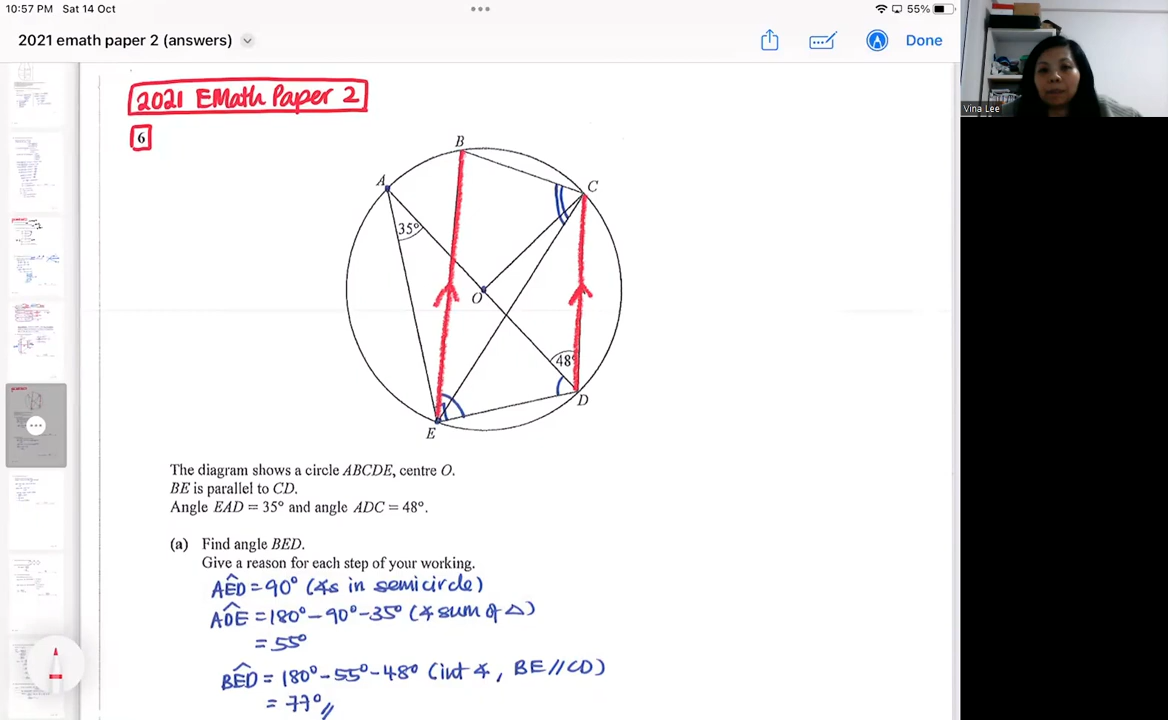 10:57 PM Sat 14 Oct
55%
2021 emath paper 2 (answers)
Done
Vina Lee
2021 EMath Paper 2
6
B
A
C
35°
O
48°
D
E
The diagram shows a circle ABCDE, centre O.
BE is parallel to CD.
Angle EAD = 35° and angle ADC = 48°.
(a) Find angle BED.
Give a reason for each step of your working.
AÊD = 90° (∡s in semicircle)
AD̂E = 180° – 90° – 35° (∡ sum of △)
= 55°
BÊD = 180° – 55° – 48° (int ∡, BE // CD)
= 77° //